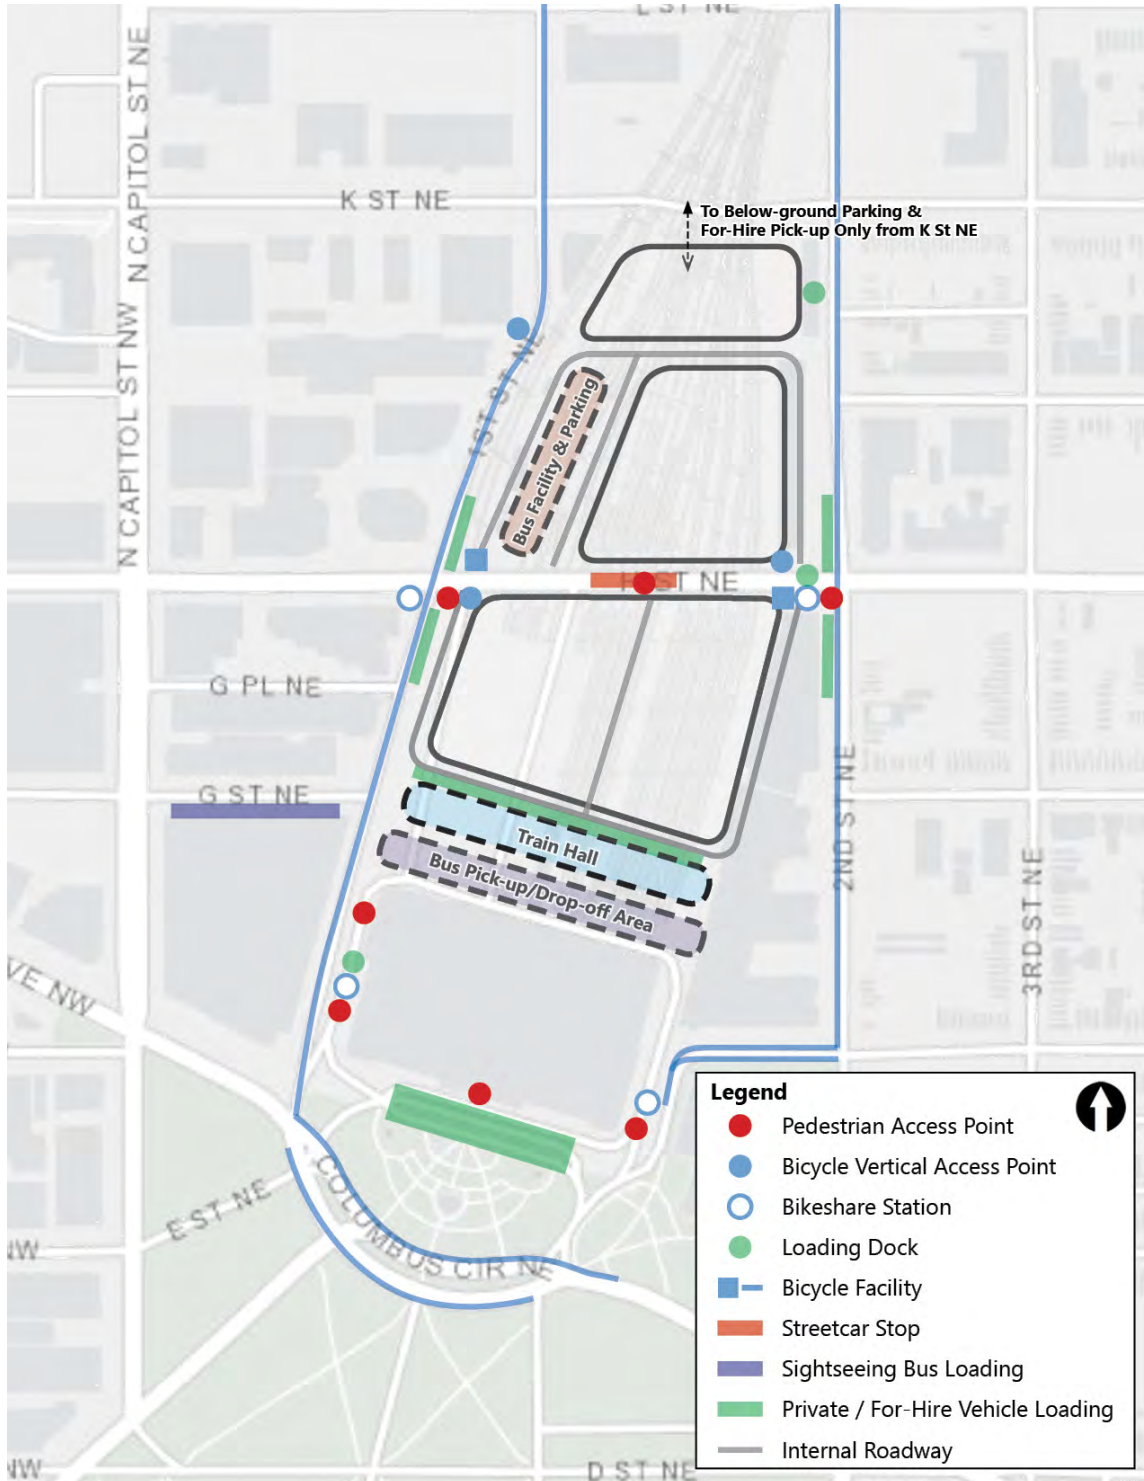 L ST NE
N CAPITOL ST NE
K ST NE
To Below-ground Parking &
For-Hire Pick-up Only from K St NE
N CAPITOL ST NW
1ST ST NE
Bus Facility & Parking
H ST NE
G PL NE
G ST NE
Train Hall
Bus Pick-up/Drop-off Area
2ND ST NE
3RD ST NE
VE NW
E ST NE
COLUMBUS CIR NE
NW
NW
D ST NE
Legend
Pedestrian Access Point
Bicycle Vertical Access Point
Bikeshare Station
Loading Dock
Bicycle Facility
Streetcar Stop
Sightseeing Bus Loading
Private / For-Hire Vehicle Loading
Internal Roadway